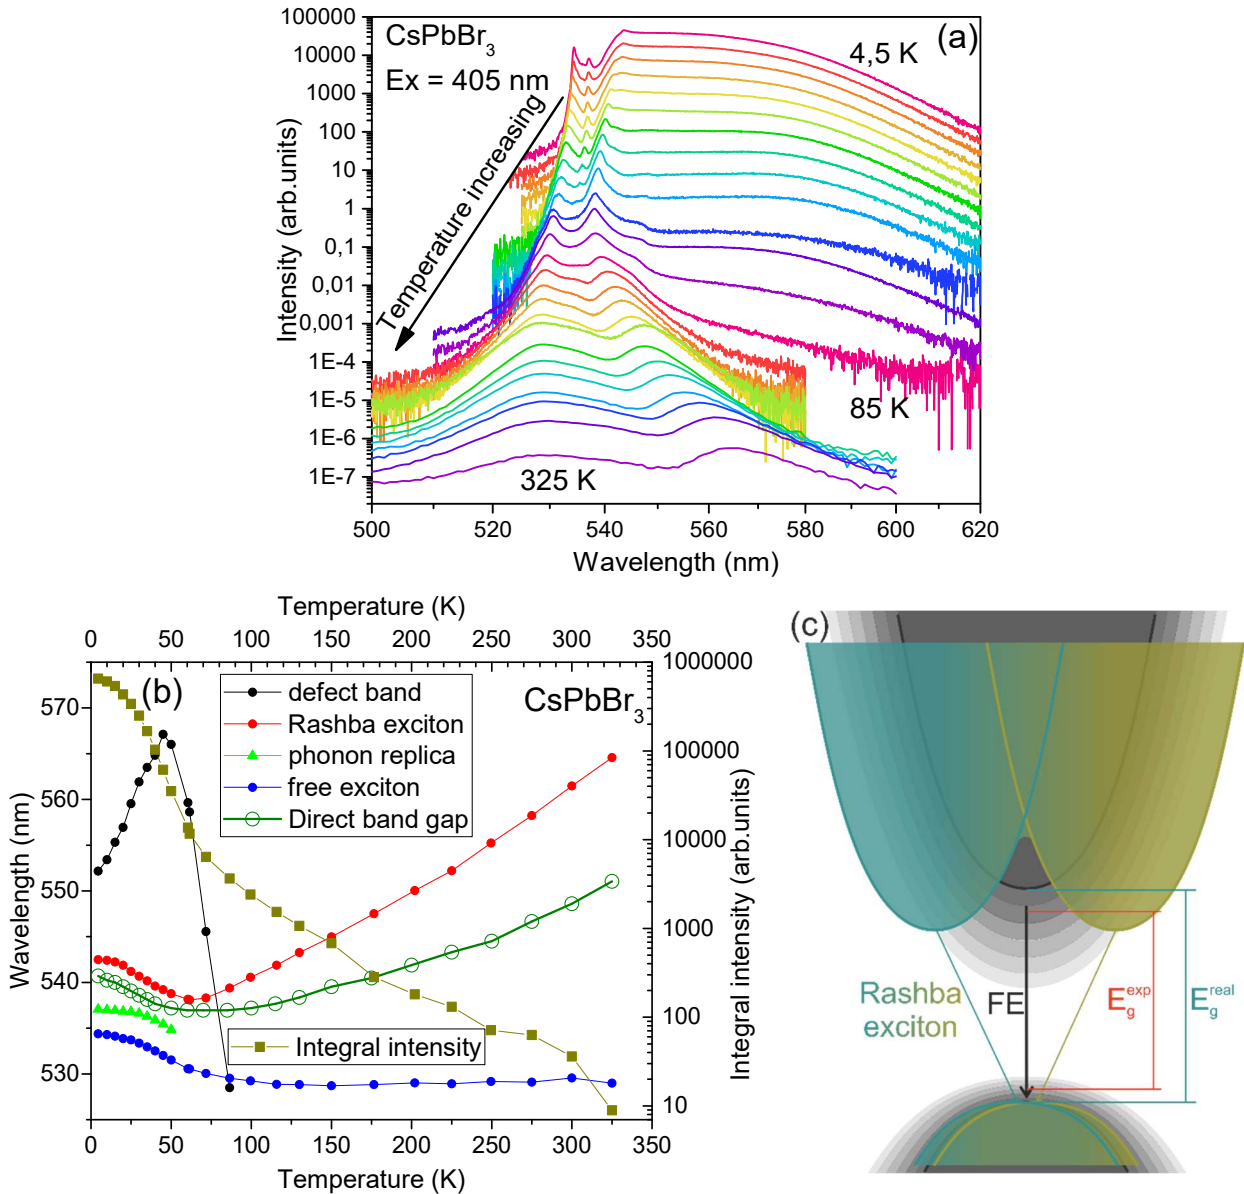 CsPbBr3
Ex = 405 nm
(a)
4,5 K
Temperature increasing
85 K
325 K
Intensity (arb.units)
100000
10000
1000
100
10
1
0,1
0,01
0,001
1E-4
1E-5
1E-6
1E-7
500 520 540 560 580 600 620
Wavelength (nm)
Temperature (K)
0 50 100 150 200 250 300 350
(b)
CsPbBr3
defect band
Rashba exciton
phonon replica
free exciton
Direct band gap
Integral intensity
Wavelength (nm)
570
560
550
540
530
Integral intensity (arb.units)
1000000
100000
10000
1000
100
10
0 50 100 150 200 250 300 350
Temperature (K)
(c)
Rashba
exciton
FE
Eg exp
Eg real